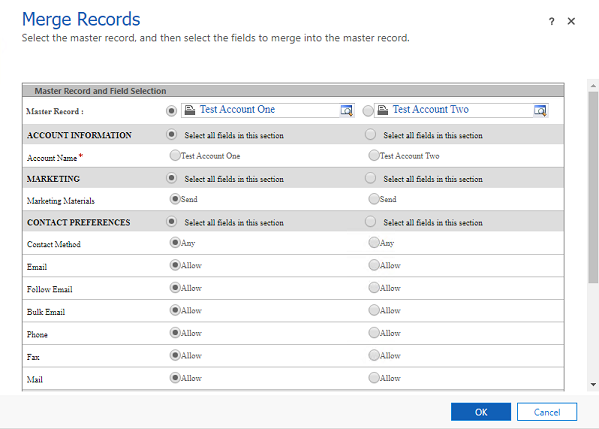 Merge Records ? ×
Select the master record, and then select the fields to merge into the master record.
Master Record and Field Selection
Master Record : Test Account One Test Account Two
ACCOUNT INFORMATION Select all fields in this section Select all fields in this section
Account Name * Test Account One Test Account Two
MARKETING Select all fields in this section Select all fields in this section
Marketing Materials Send Send
CONTACT PREFERENCES Select all fields in this section Select all fields in this section
Contact Method Any Any
Email Allow Allow
Follow Email Allow Allow
Bulk Email Allow Allow
Phone Allow Allow
Fax Allow Allow
Mail Allow Allow
OK Cancel